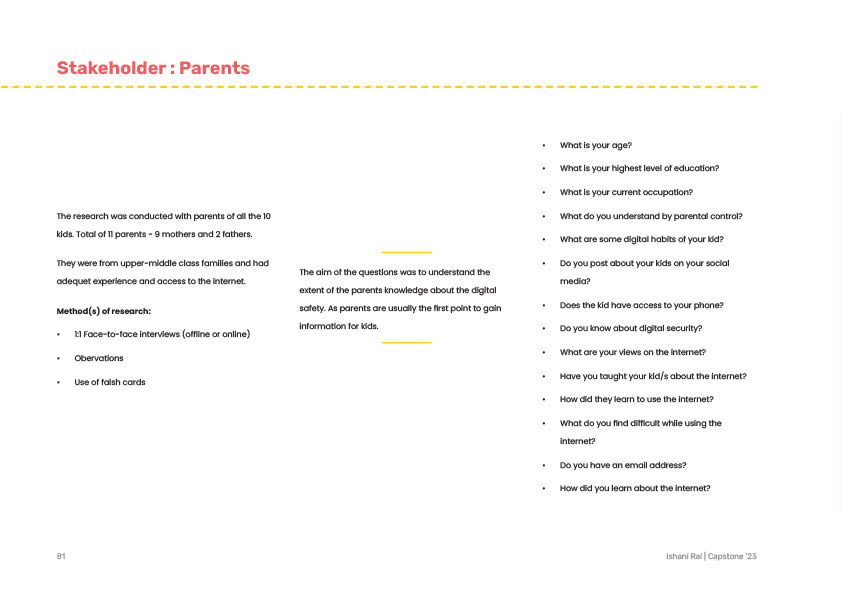 Stakeholder : Parents
The research was conducted with parents of all the 10
kids. Total of 11 parents - 9 mothers and 2 fathers.
They were from upper-middle class families and had
adequet experience and access to the internet.
Method(s) of research:
• 1:1 Face-to-face interviews (offline or online)
• Obervations
• Use of falsh cards
The aim of the questions was to understand the
extent of the parents knowledge about the digital
safety. As parents are usually the first point to gain
information for kids.
• What is your age?
• What is your highest level of education?
• What is your current occupation?
• What do you understand by parental control?
• What are some digital habits of your kid?
• Do you post about your kids on your social
media?
• Does the kid have access to your phone?
• Do you know about digital security?
• What are your views on the internet?
• Have you taught your kid/s about the internet?
• How did they learn to use the internet?
• What do you find difficult while using the
internet?
• Do you have an email address?
• How did you learn about the internet?
81
Ishani Rai | Capstone '23